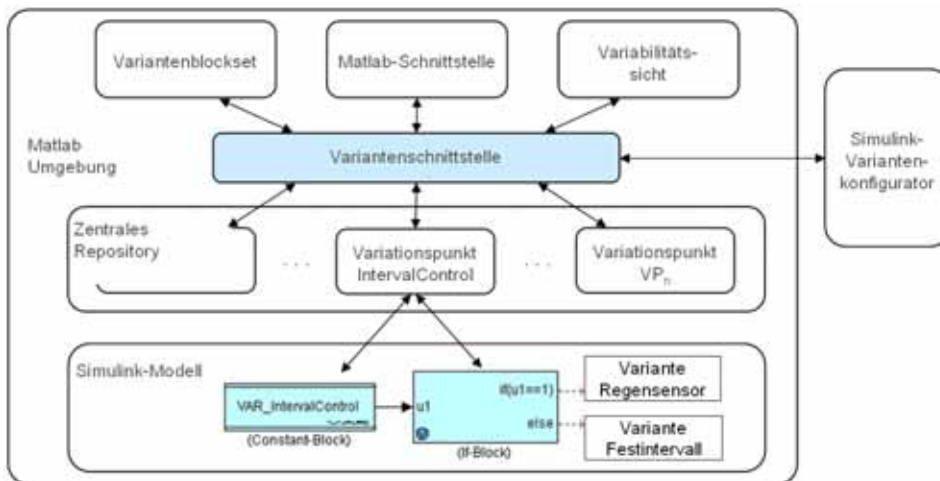 Variantenblockset
Matlab-Schnittstelle
Variabilitäts-
sicht
Matlab
Umgebung
Variantenschnittstelle
Simulink-
Varianten-
konfigurator
Zentrales
Repository
. . .
Variationspunkt
IntervalControl
. . .
Variationspunkt
VPn
Simulink-Modell
VAR_IntervalControl
(Constant-Block)
u1
if(u1==1)
else
(If-Block)
Variante
Regensensor
Variante
Festintervall